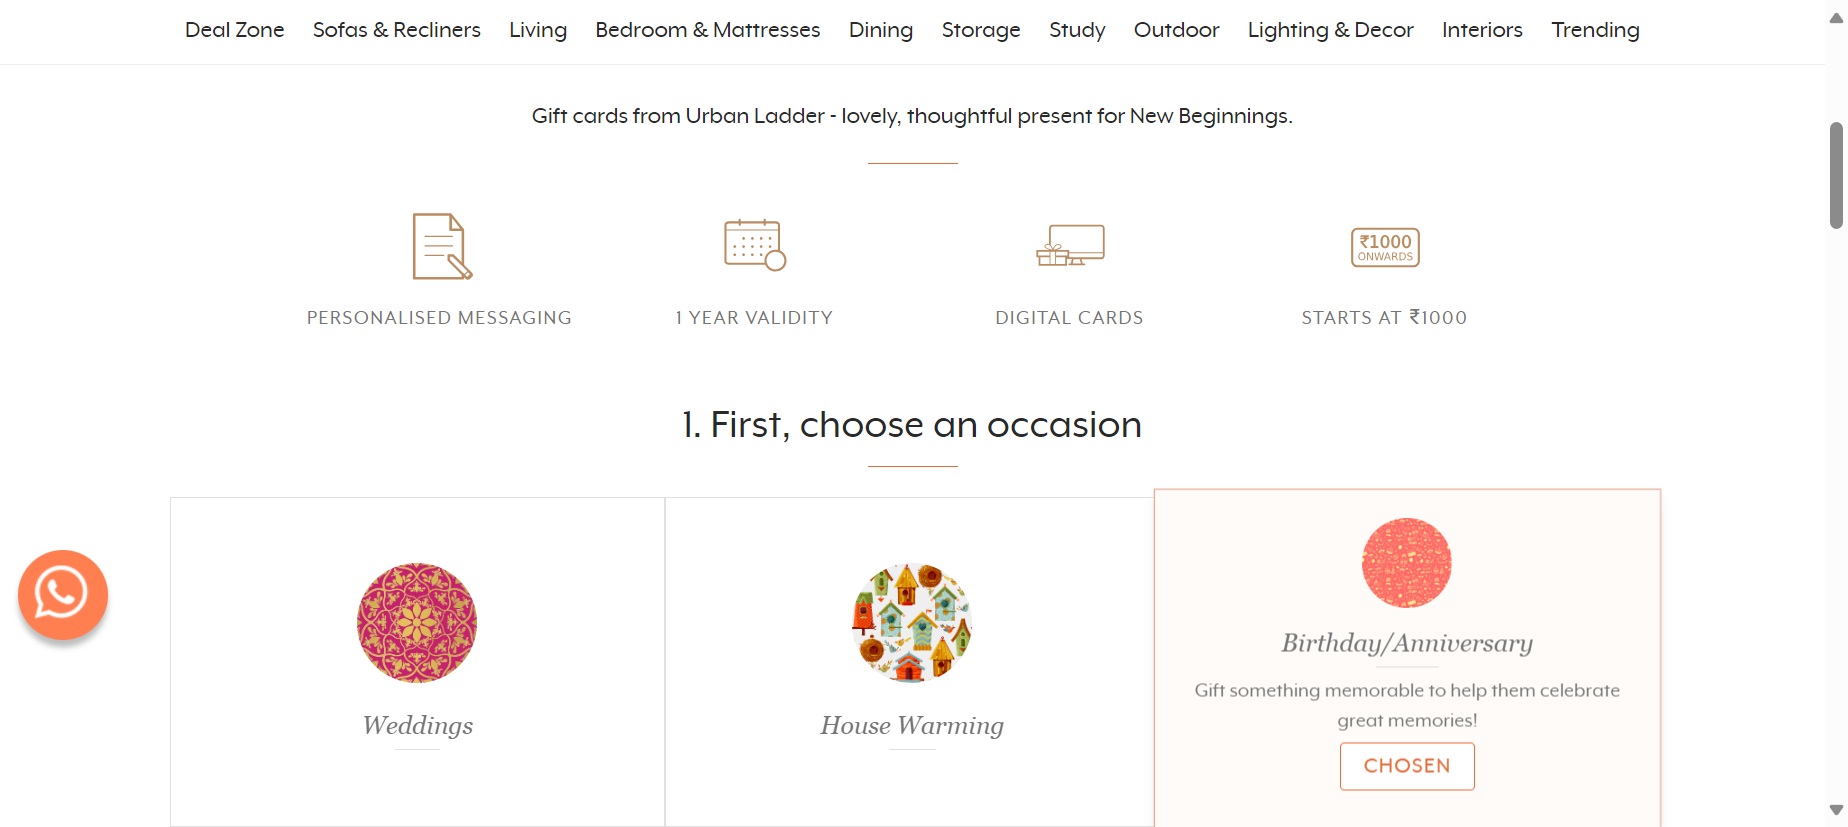 Deal Zone Sofas & Recliners Living Bedroom & Mattresses Dining Storage Study Outdoor Lighting & Decor Interiors Trending
Gift cards from Urban Ladder - lovely, thoughtful present for New Beginnings.
₹1000
ONWARDS
PERSONALISED MESSAGING 1 YEAR VALIDITY DIGITAL CARDS STARTS AT ₹1000
1. First, choose an occasion
Weddings
House Warming
Birthday/Anniversary
Gift something memorable to help them celebrate
great memories!
CHOSEN